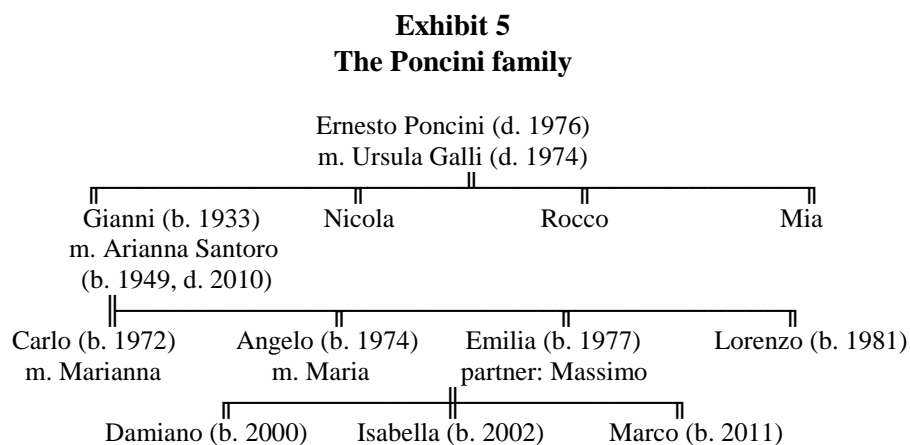 Exhibit 5
The Poncini family
Ernesto Poncini (d. 1976)
m. Ursula Galli (d. 1974)
Gianni (b. 1933) Nicola Rocco Mia
m. Arianna Santoro
(b. 1949, d. 2010)
Carlo (b. 1972) Angelo (b. 1974) Emilia (b. 1977) Lorenzo (b. 1981)
m. Marianna m. Maria partner: Massimo
Damiano (b. 2000) Isabella (b. 2002) Marco (b. 2011)